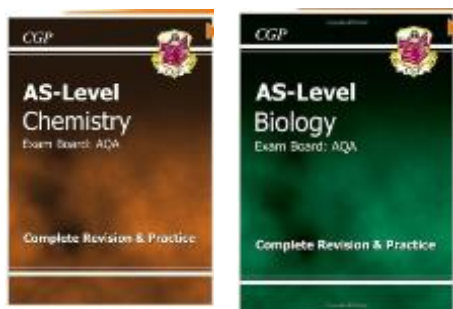 CGP
AS-Level
Chemistry
Exam Board: AQA
Complete Revision & Practice
CGP
AS-Level
Biology
Exam Board: AQA
Complete Revision & Practice